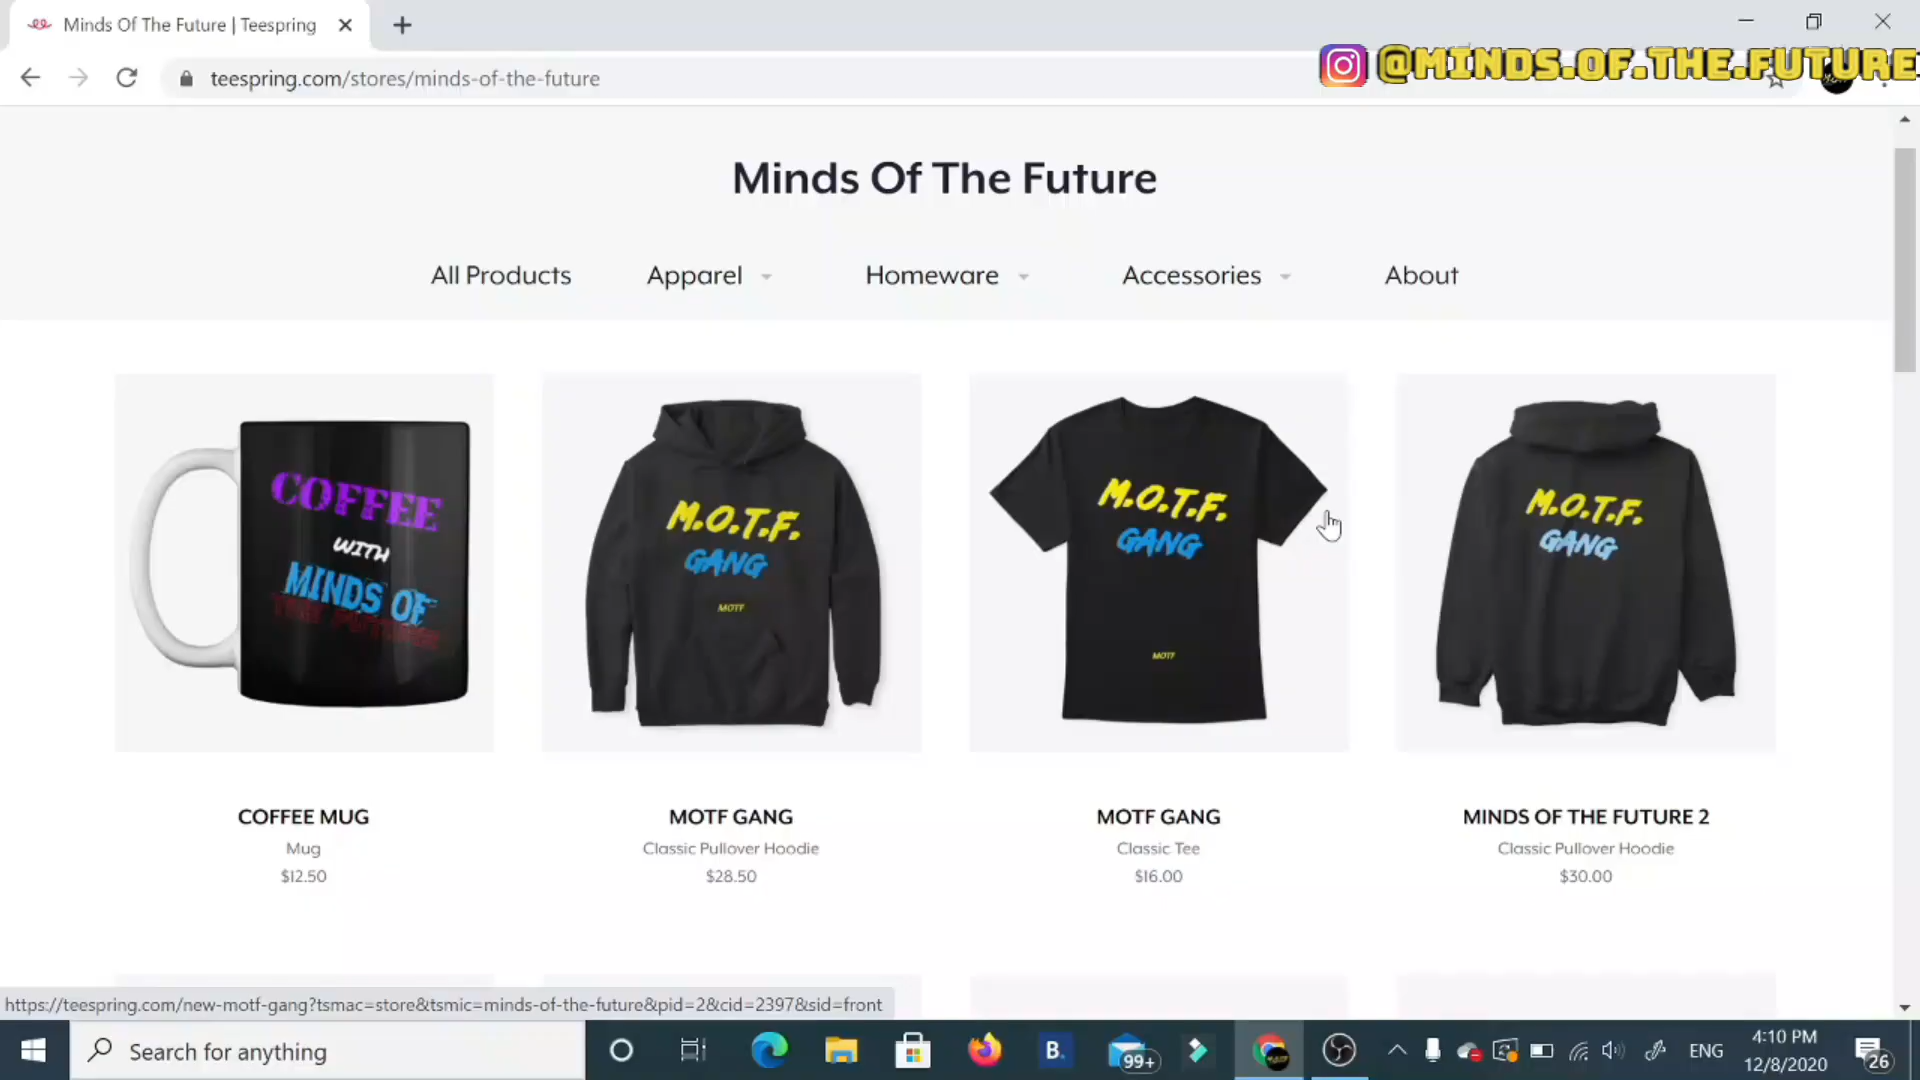 Minds Of The Future | Teespring
teespring.com/stores/minds-of-the-future
@MINDS.OF.THE.FUTURE
Minds Of The Future
All Products Apparel Homeware Accessories About
COFFEE
WITH
MINDS OF
THE FUTURE
M.O.T.F.
GANG
MOTF
M.O.T.F.
GANG
MOTF
M.O.T.F.
GANG
COFFEE MUG
Mug
$12.50
MOTF GANG
Classic Pullover Hoodie
$28.50
MOTF GANG
Classic Tee
$16.00
MINDS OF THE FUTURE 2
Classic Pullover Hoodie
$30.00
https://teespring.com/new-motf-gang?tsmac=store&tsmic=minds-of-the-future&pid=2&cid=2397&sid=front
Search for anything
B.
99+
ENG
4:10 PM
12/8/2020
26